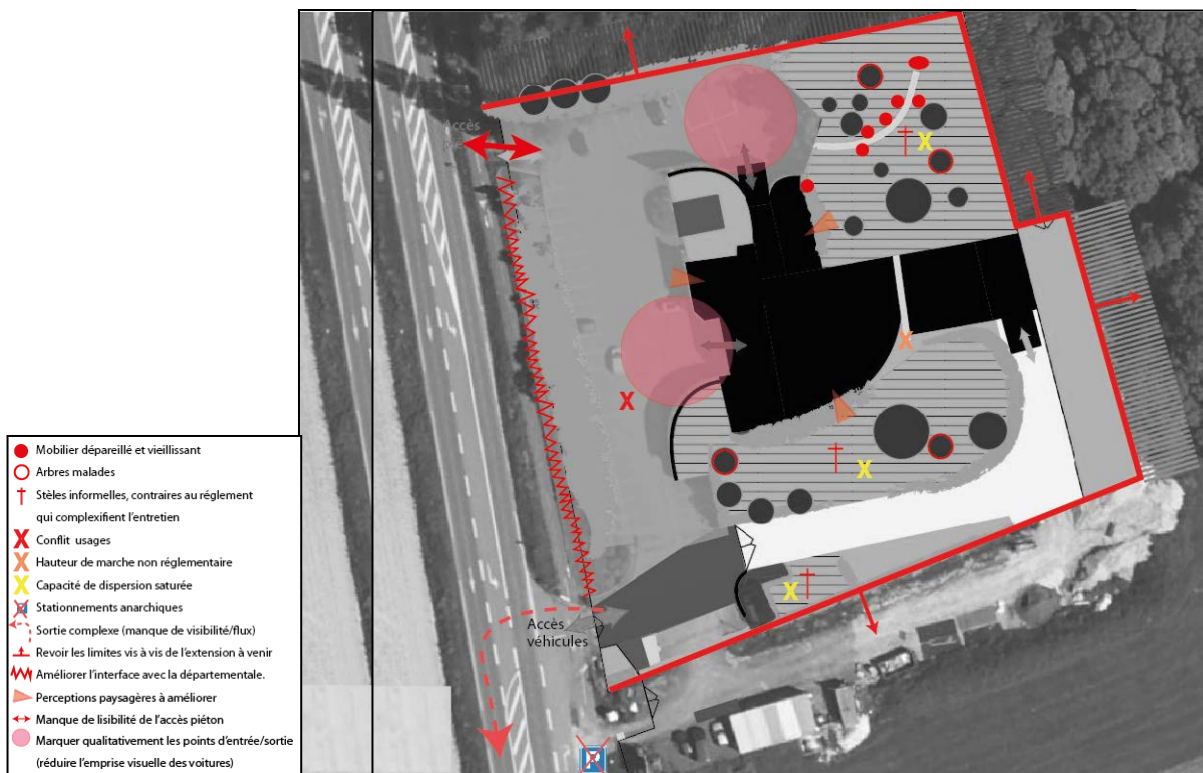 Accès
Accès
véhicules
P
Mobilier dépareillé et vieillissant
Arbres malades
Stèles informelles, contraires au réglement
qui complexifient l'entretien
Conflit usages
Hauteur de marche non réglementaire
Capacité de dispersion saturée
Stationnements anarchiques
Sortie complexe (manque de visibilité/flux)
Revoir les limites vis à vis de l'extension à venir
Améliorer l'interface avec la départementale.
Perceptions paysagères à améliorer
Manque de lisibilité de l'accès piéton
Marquer qualitativement les points d'entrée/sortie
(réduire l'emprise visuelle des voitures)